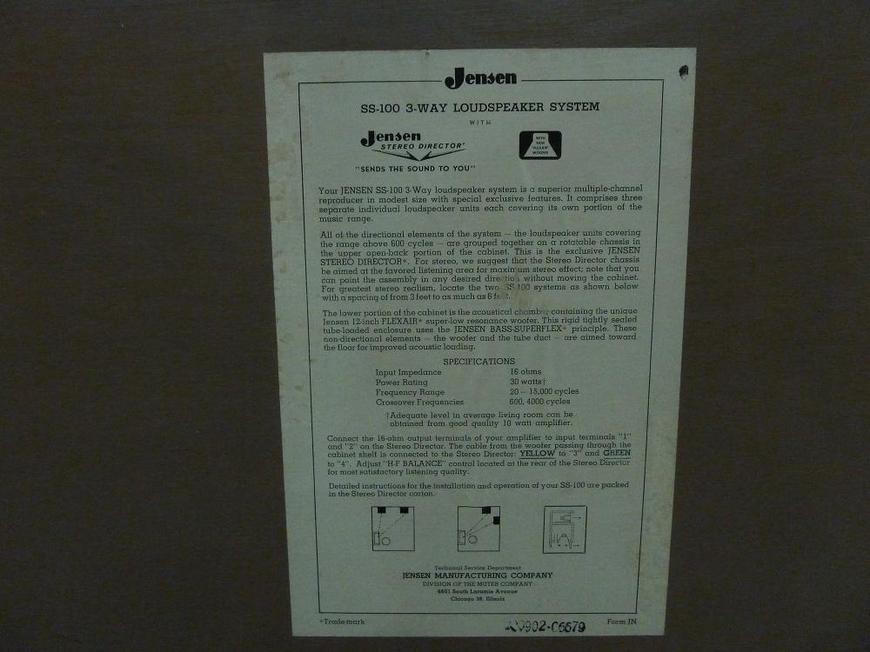 Jensen
SS-100 3-WAY LOUDSPEAKER SYSTEM
WITH
Jensen
STEREO DIRECTOR*
"SENDS THE SOUND TO YOU"
WITH
NEW
"FLEXAIR"
WOOFER
Your JENSEN SS-100 3-Way loudspeaker system is a superior multiple-channel
reproducer in modest size with special exclusive features. It comprises three
separate individual loudspeaker units each covering its own portion of the
music range.
All of the directional elements of the system — the loudspeaker units covering
the range above 600 cycles — are grouped together on a rotatable chassis in
the upper open-back portion of the cabinet. This is the exclusive JENSEN
STEREO DIRECTOR*. For stereo, we suggest that the Stereo Director chassis
be aimed at the favored listening area for maximum stereo effect; note that you
can point the assembly in any desired direction without moving the cabinet.
For greatest stereo realism, locate the two SS-100 systems as shown below
with a spacing of from 3 feet to as much as 8 feet.
The lower portion of the cabinet is the acoustical chamber containing the unique
Jensen 12-inch FLEXAIR* super-low resonance woofer. This rigid tightly sealed
tube-loaded enclosure uses the JENSEN BASS-SUPERFLEX* principle. These
non-directional elements — the woofer and the tube duct — are aimed toward
the floor for improved acoustic loading.
SPECIFICATIONS
Input Impedance 16 ohms
Power Rating 30 watts†
Frequency Range 20 — 15,000 cycles
Crossover Frequencies 600, 4000 cycles
†Adequate level in average living room can be
obtained from good quality 10 watt amplifier.
Connect the 16-ohm output terminals of your amplifier to input terminals "1"
and "2" on the Stereo Director. The cable from the woofer passing through the
cabinet shelf is connected to the Stereo Director: YELLOW to "3" and GREEN
to "4". Adjust "H-F BALANCE" control located at the rear of the Stereo Director
for most satisfactory listening quality.
Detailed instructions for the installation and operation of your SS-100 are packed
in the Stereo Director carton.
Technical Service Department
JENSEN MANUFACTURING COMPANY
DIVISION OF THE MUTER COMPANY
6601 South Laramie Avenue
Chicago 38, Illinois
*Trademark
Form JN